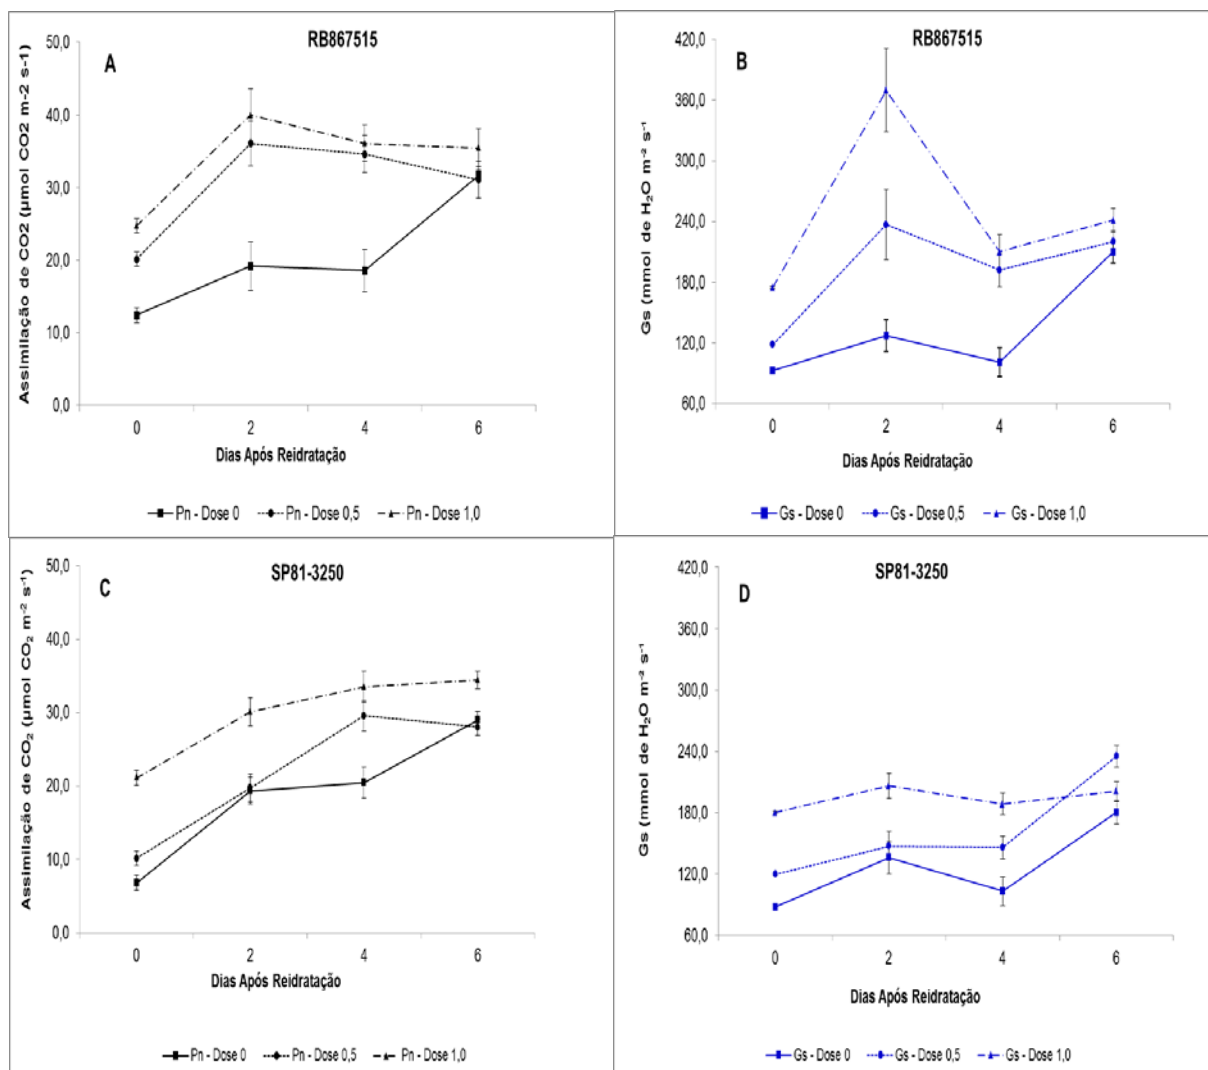 RB867515
A
Assimilação de CO2 (µmol CO2 m-2 s-1)
50,0
40,0
30,0
20,0
10,0
0,0
0 2 4 6
Dias Após Reidratação
Pn - Dose 0 Pn - Dose 0,5 Pn - Dose 1,0
RB867515
B
Gs (mmol de H₂O m⁻² s⁻¹
420,0
360,0
300,0
240,0
180,0
120,0
60,0
0 2 4 6
Dias Após Reidratação
Gs - Dose 0 Gs - Dose 0,5 Gs - Dose 1,0
SP81-3250
C
Assimilação de CO₂ (µmol CO₂ m⁻² s⁻¹)
50,0
40,0
30,0
20,0
10,0
0,0
0 2 4 6
Dias Após Reidratação
Pn - Dose 0 Pn - Dose 0,5 Pn - Dose 1,0
SP81-3250
D
Gs (mmol de H₂O m⁻² s⁻¹
420,0
360,0
300,0
240,0
180,0
120,0
60,0
0 2 4 6
Dias Após Reidratação
Gs - Dose 0 Gs - Dose 0,5 Gs - Dose 1,0